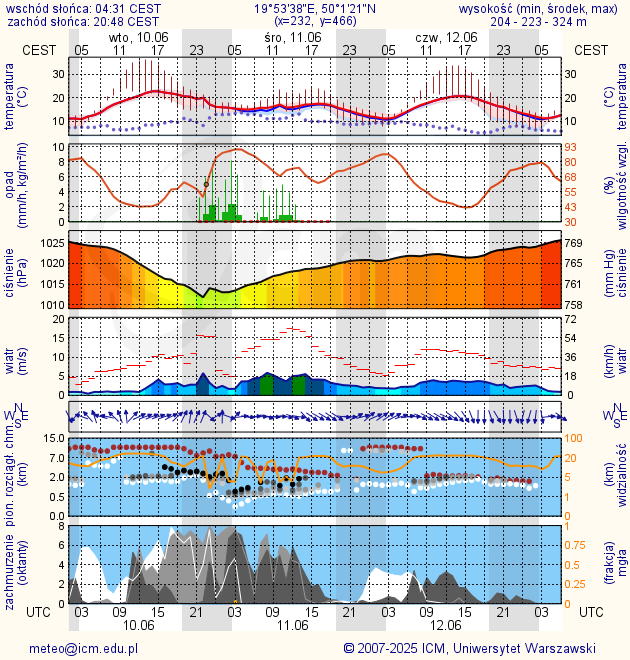 wschód słońca: 04:31 CEST 19°53'38"E, 50°1'21"N wysokość (min, środek, max)
zachód słońca: 20:48 CEST (x=232, y=466) 204 - 223 - 324 m
wto, 10.06 śro, 11.06 czw, 12.06
CEST 05 11 17 23 05 11 17 23 05 11 17 23 05 CEST
temperatura (°C) 30 20 10 30 20 10 temperatura (°C)
opad (mm/h, kg/m²/h) 10 8 6 4 2 0 93 83 73 63 53 43 30 (%) wilgotność wzgl.
ciśnienie (hPa) 1025 1020 1015 1010 769 765 761 758 (mm Hg) ciśnienie
wiatr (m/s) 20 15 10 5 0 72 54 36 18 0 (km/h) wiatr
N W E S N W E S
pion. rozciągł. chm. (km) 15.0 7.0 2.0 0.5 0.0 100 20 5 1 0 (km) widzialność
zachmurzenie (oktanty) 8 6 4 2 0 1 0.75 0.5 0.25 0 (frakcja) mgła
UTC 03 09 15 21 03 09 15 21 03 09 15 21 03 UTC
10.06 11.06 12.06
meteo@icm.edu.pl © 2007-2025 ICM, Uniwersytet Warszawski